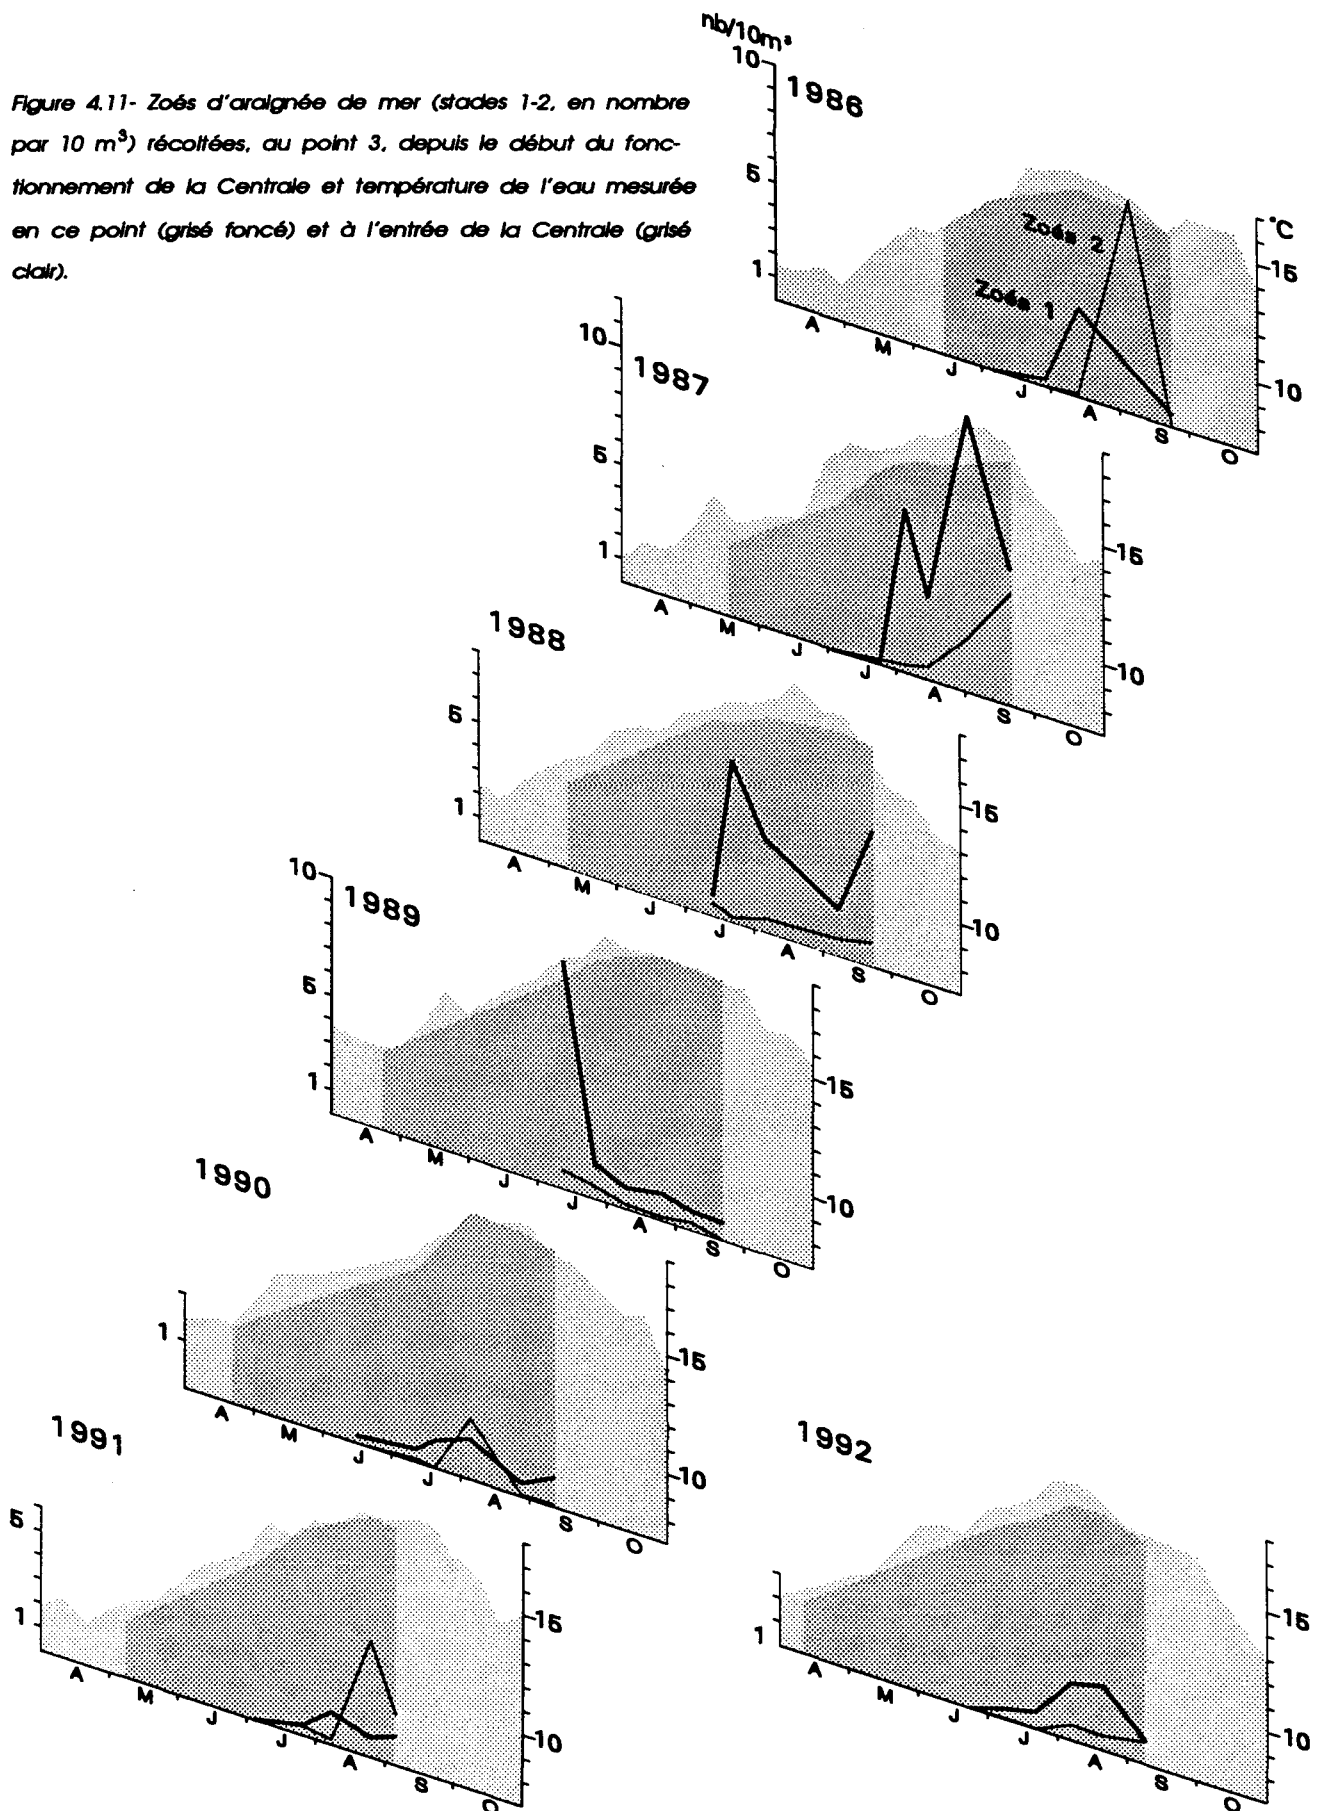 Figure 4.11- Zoés d'araignée de mer (stades 1-2, en nombre
par 10 m³) récoltées, au point 3, depuis le début du fonc-
tionnement de la Centrale et température de l'eau mesurée
en ce point (grisé foncé) et à l'entrée de la Centrale (grisé
clair).
nb/10m³
10
1986
5
1
Zoés 2
Zoés 1
°C
15
10
A M J J A S O
10
1987
5
1
15
10
A M J J A S O
1988
5
1
15
10
A M J J A S O
10
1989
5
1
15
10
A M J J A S O
1990
1
15
10
A M J J A S O
1991
5
1
15
10
A M J J A S O
1992
1
15
10
A M J J A S O